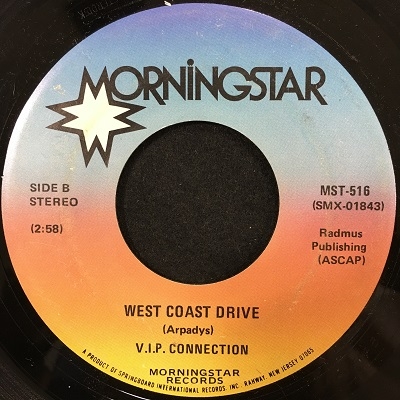 MORNINGSTAR
SIDE B
STEREO
(2:58)
MST-516
(SMX-01843)
Radmus
Publishing
(ASCAP)
WEST COAST DRIVE
(Arpadys)
V.I.P. CONNECTION
MORNINGSTAR
RECORDS
A PRODUCT OF SPRINGBOARD INTERNATIONAL RECORDS, INC. RAHWAY, NEW JERSEY 07065